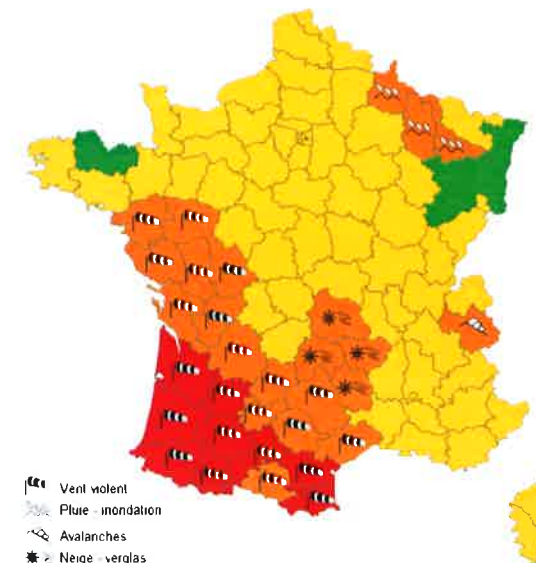 Vent violent
Pluie - inondation
Avalanches
Neige - verglas